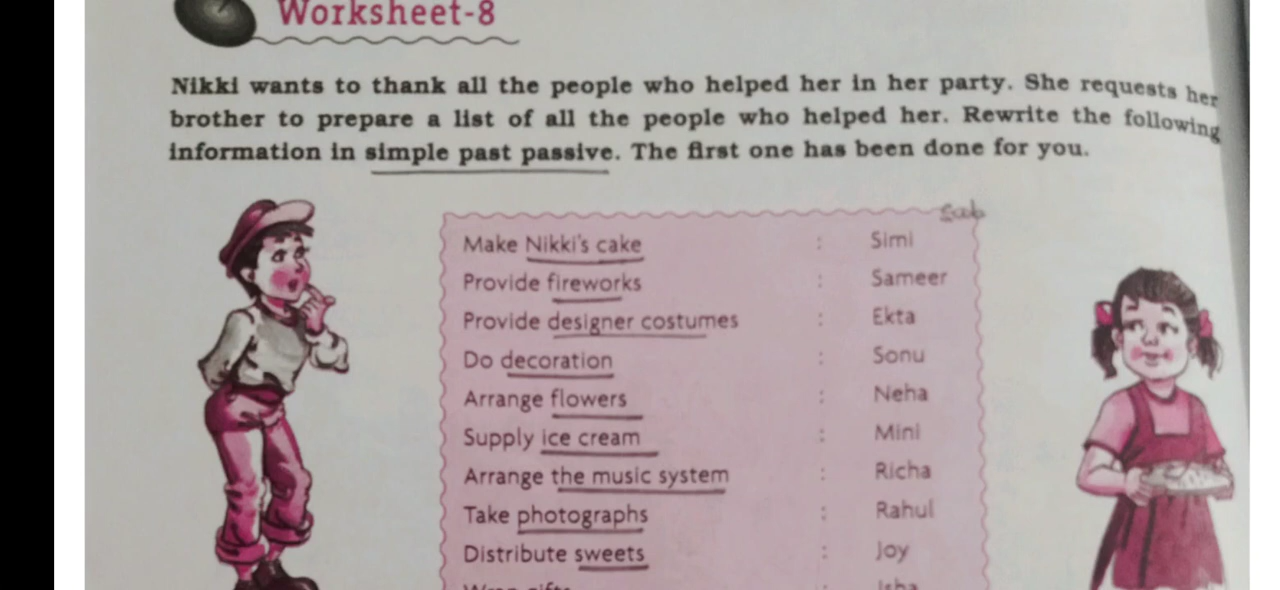 Worksheet-8
Nikki wants to thank all the people who helped her in her party. She requests her
brother to prepare a list of all the people who helped her. Rewrite the following
information in simple past passive. The first one has been done for you.
Make Nikki's cake : Simi
Provide fireworks : Sameer
Provide designer costumes : Ekta
Do decoration : Sonu
Arrange flowers : Neha
Supply ice cream : Mini
Arrange the music system : Richa
Take photographs : Rahul
Distribute sweets : Joy
Wrap gifts : Isha